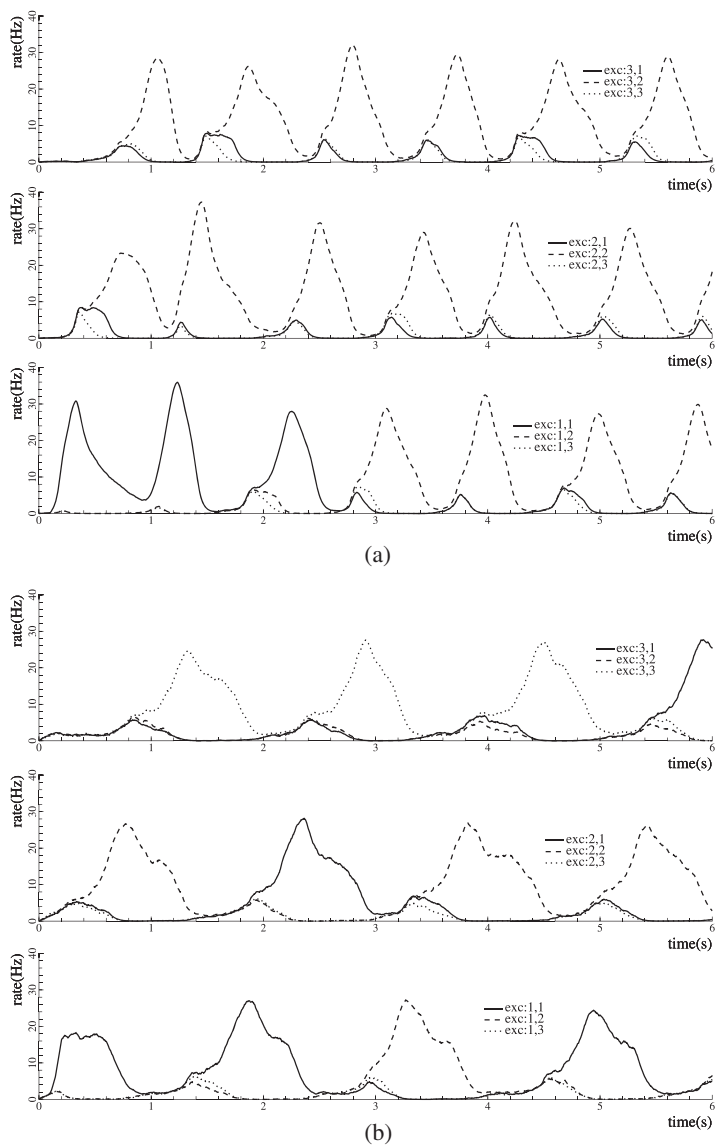 rate(Hz)
40
30
20
10
0
exc:3,1
exc:3,2
exc:3,3
0 1 2 3 4 5 6
time(s)
rate(Hz)
40
30
20
10
0
exc:2,1
exc:2,2
exc:2,3
0 1 2 3 4 5 6
time(s)
rate(Hz)
40
30
20
10
0
exc:1,1
exc:1,2
exc:1,3
0 1 2 3 4 5 6
time(s)
(a)
rate(Hz)
40
30
20
10
0
exc:3,1
exc:3,2
exc:3,3
0 1 2 3 4 5 6
time(s)
rate(Hz)
40
30
20
10
0
exc:2,1
exc:2,2
exc:2,3
0 1 2 3 4 5 6
time(s)
rate(Hz)
40
30
20
10
0
exc:1,1
exc:1,2
exc:1,3
0 1 2 3 4 5 6
time(s)
(b)